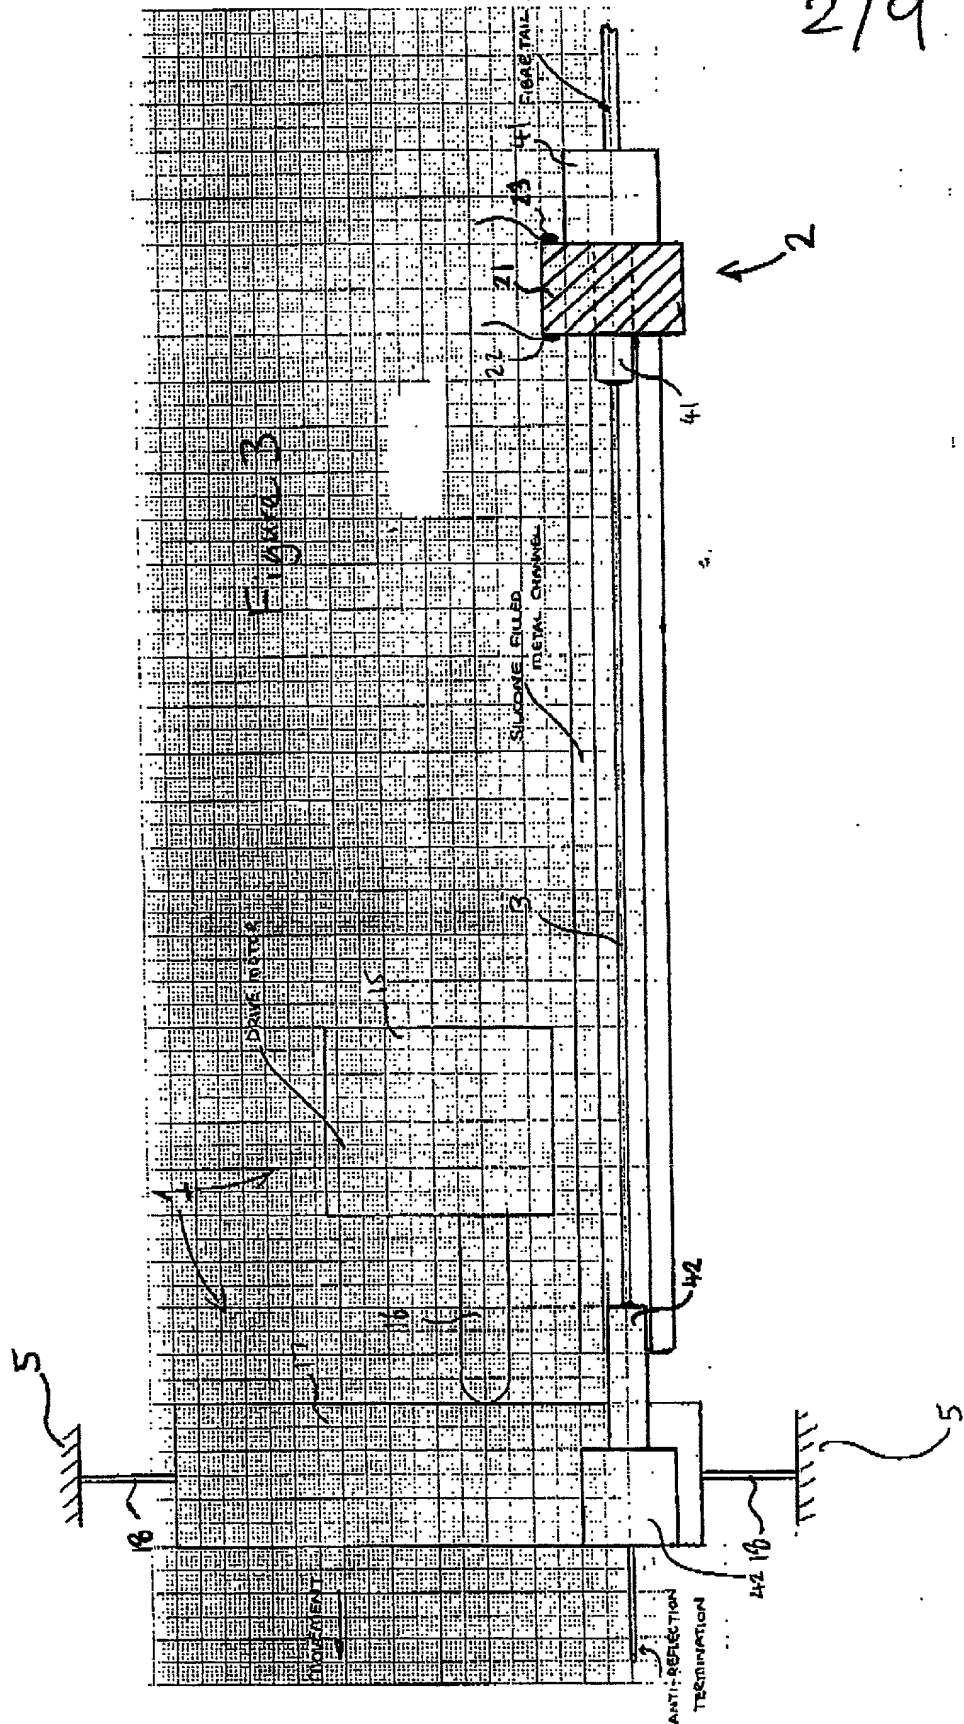 2/9
Figure 3
FIBRE TAIL
41
23
21
22
41
2
SILICONE FILLED
METAL CHANNEL
3
DRIVE MOTOR
15
1
16
17
42
5
18
5
18
42
MOVEMENT
ANTI-REFLECTION
TERMINATION